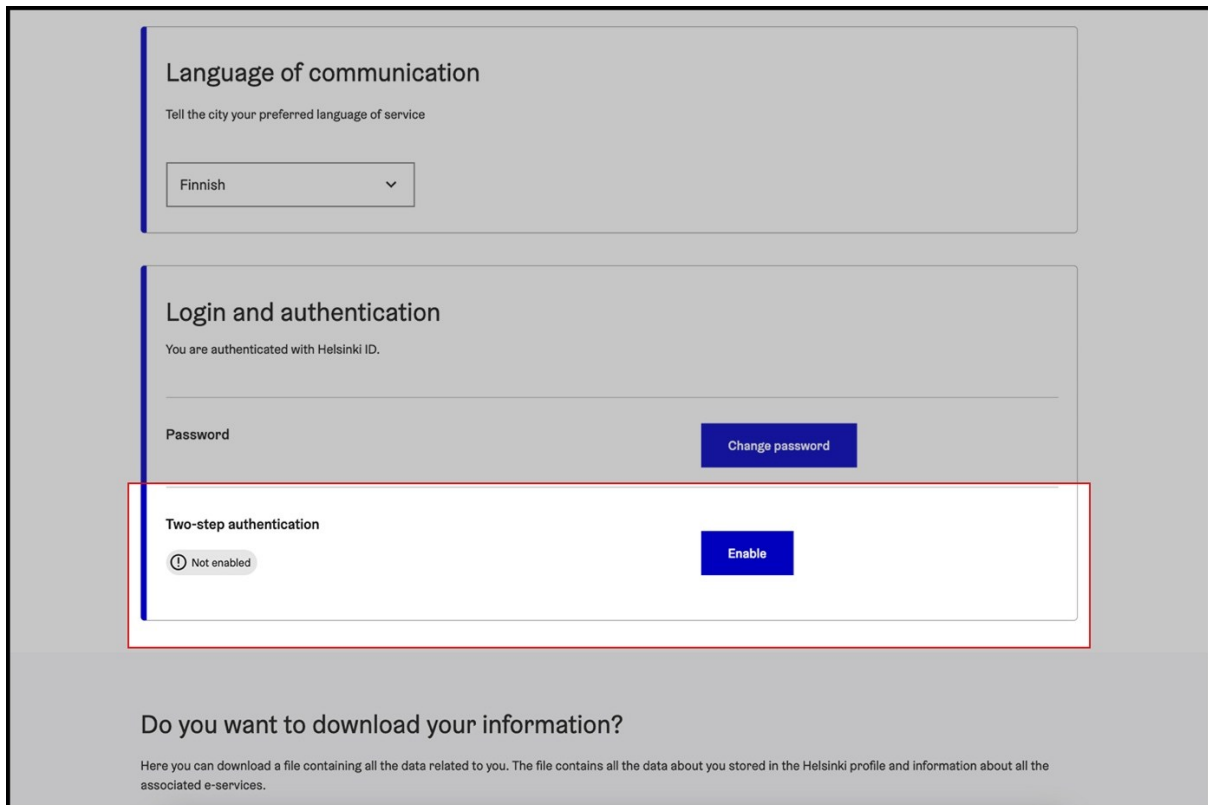 Language of communication
Tell the city your preferred language of service
Finnish
Login and authentication
You are authenticated with Helsinki ID.
Password
Change password
Two-step authentication
Not enabled
Enable
Do you want to download your information?
Here you can download a file containing all the data related to you. The file contains all the data about you stored in the Helsinki profile and information about all the
associated e-services.